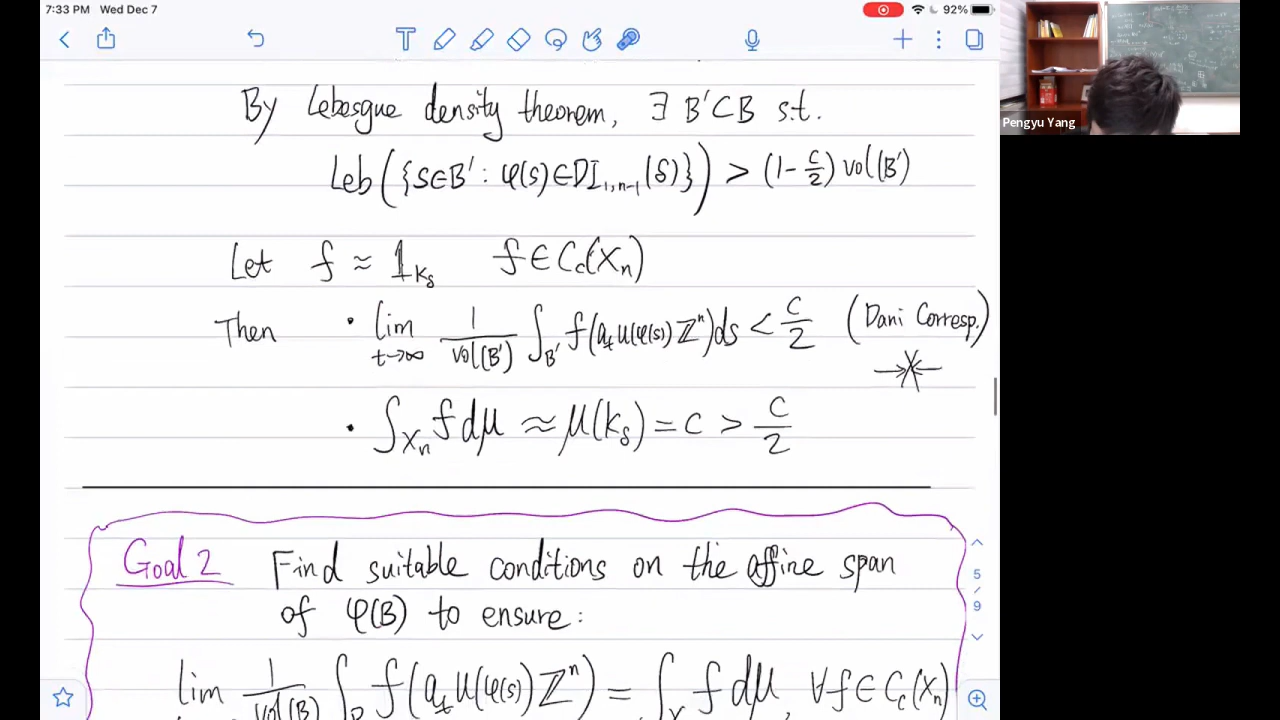 7:33 PM Wed Dec 7
92%
By Lebesgue density theorem, ∃ B'⊂B s.t.
Leb({s∈B' : φ(s)∈DI₁,ₙ₋₁(δ)}) > (1 - c/2) vol(B')
Let f ≈ 1_{K_δ} f ∈ C_c(X_n)
Then • lim_{t→∞} 1/vol(B') ∫_{B'} f(a_t u(φ(s)) ℤⁿ) ds < c/2 (Dani Corresp.)
• ∫_{X_n} f dμ ≈ μ(K_δ) = c > c/2
Goal 2 Find suitable conditions on the affine span
of φ(B) to ensure:
lim 1/vol(B) ∫ f(a_t u(φ(s)) ℤⁿ) = ∫_X f dμ, ∀f ∈ C_c(X_n)
5
/
9
Pengyu Yang